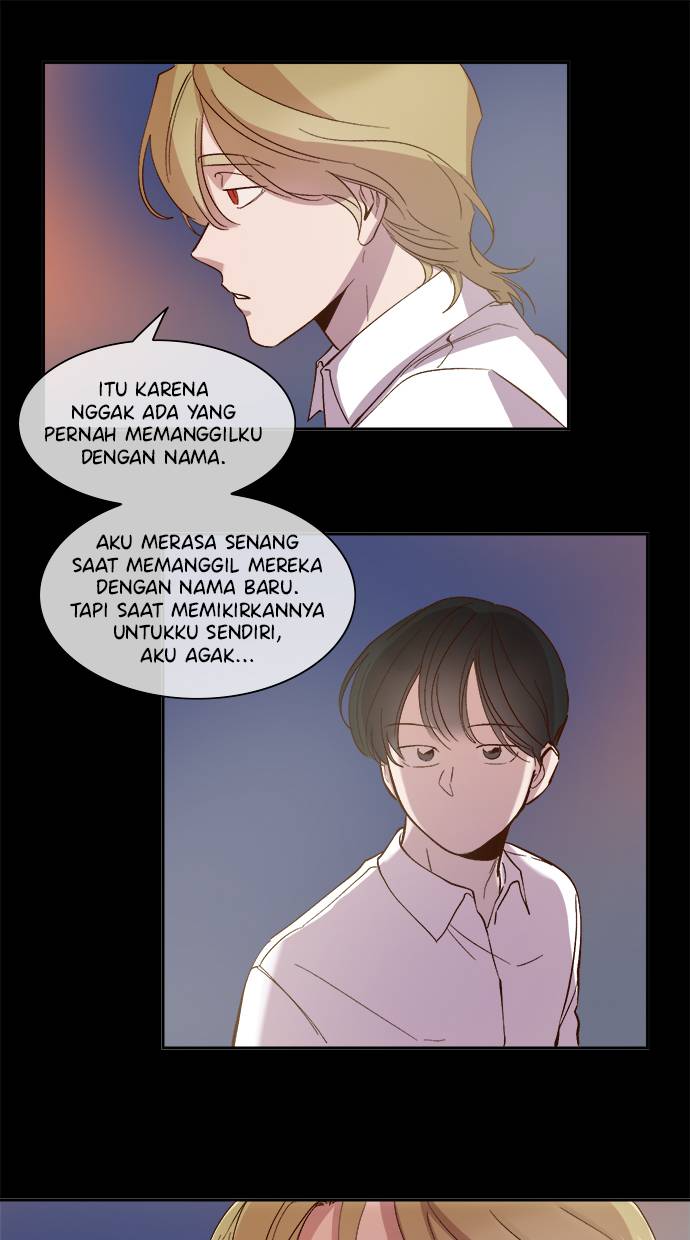 ITU KARENA
NGGAK ADA YANG
PERNAH MEMANGGILKU
DENGAN NAMA.
AKU MERASA SENANG
SAAT MEMANGGIL MEREKA
DENGAN NAMA BARU.
TAPI SAAT MEMIKIRKANNYA
UNTUKKU SENDIRI,
AKU AGAK...